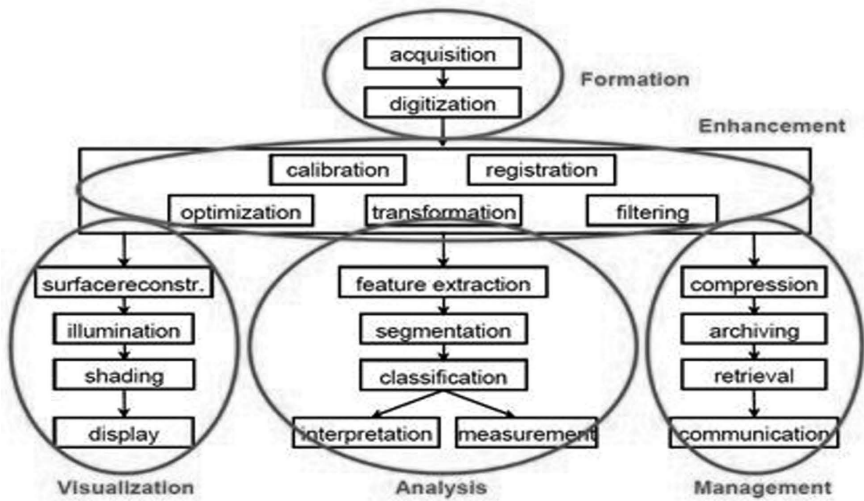 acquisition
Formation
digitization
Enhancement
calibration registration
optimization transformation filtering
surfacereconstr. feature extraction compression
illumination segmentation archiving
shading classification retrieval
display interpretation measurement communication
Visualization Analysis Management